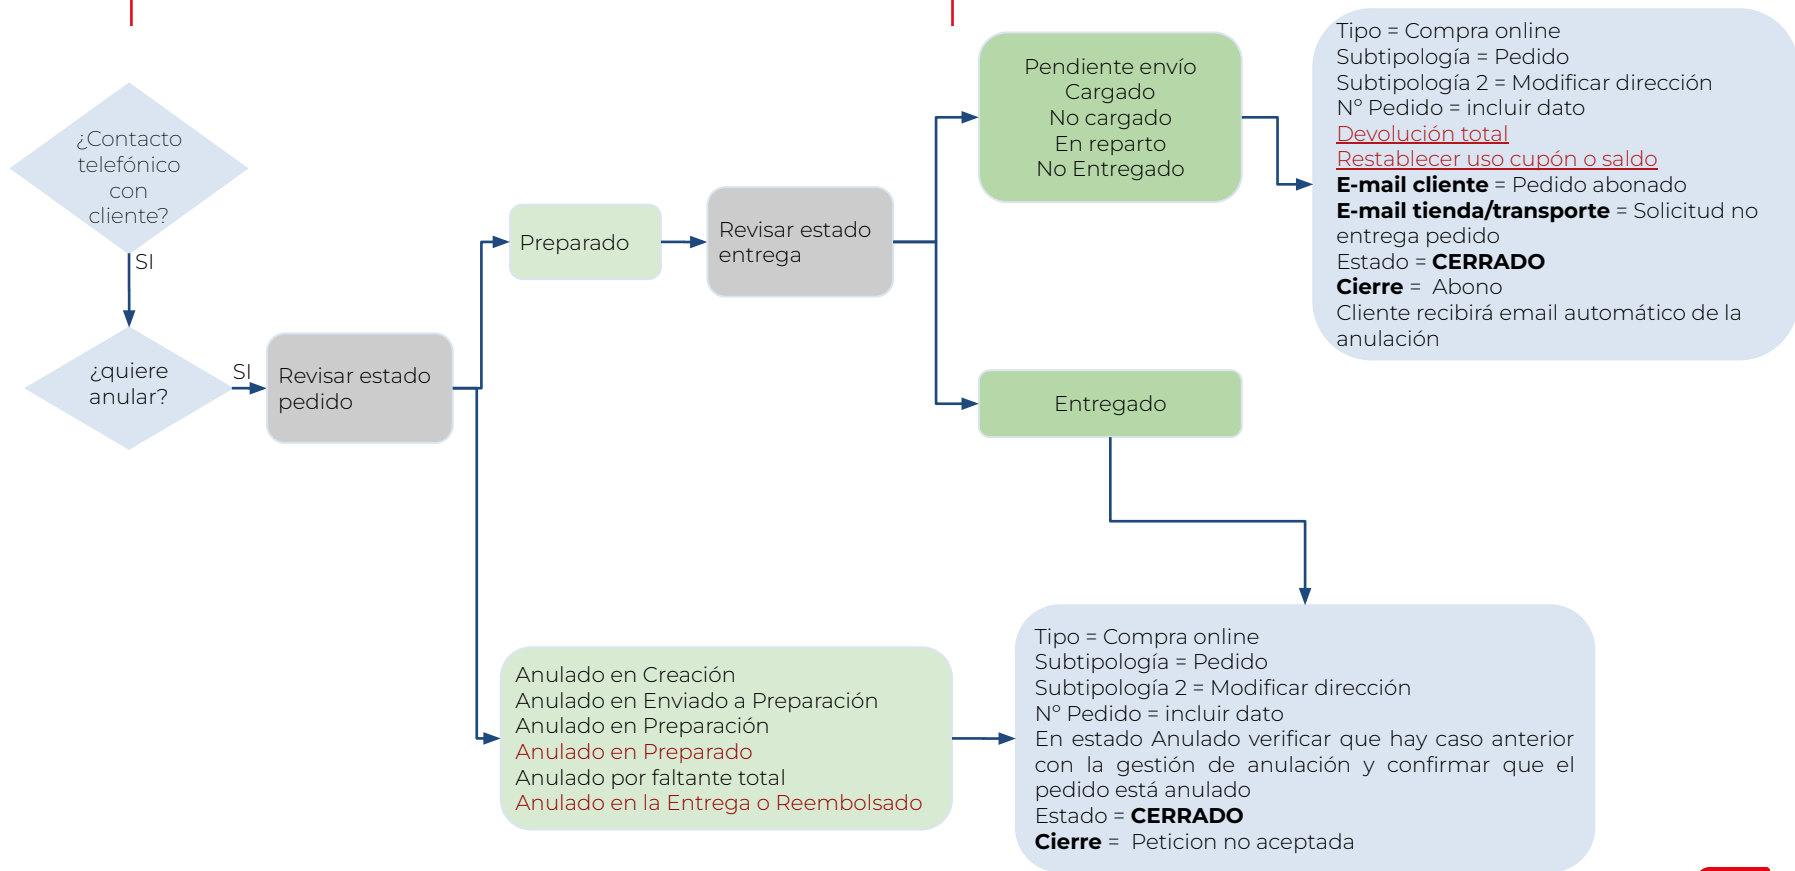 ¿Contacto
telefónico
con
cliente?
SI
¿quiere
anular?
SI
Revisar estado
pedido
Preparado
Revisar estado
entrega
Pendiente envío
Cargado
No cargado
En reparto
No Entregado
Tipo = Compra online
Subtipología = Pedido
Subtipología 2 = Modificar dirección
Nº Pedido = incluir dato
Devolución total
Restablecer uso cupón o saldo
E-mail cliente = Pedido abonado
E-mail tienda/transporte = Solicitud no
entrega pedido
Estado = CERRADO
Cierre = Abono
Cliente recibirá email automático de la
anulación
Entregado
Anulado en Creación
Anulado en Enviado a Preparación
Anulado en Preparación
Anulado en Preparado
Anulado por faltante total
Anulado en la Entrega o Reembolsado
Tipo = Compra online
Subtipología = Pedido
Subtipología 2 = Modificar dirección
Nº Pedido = incluir dato
En estado Anulado verificar que hay caso anterior
con la gestión de anulación y confirmar que el
pedido está anulado
Estado = CERRADO
Cierre = Peticion no aceptada